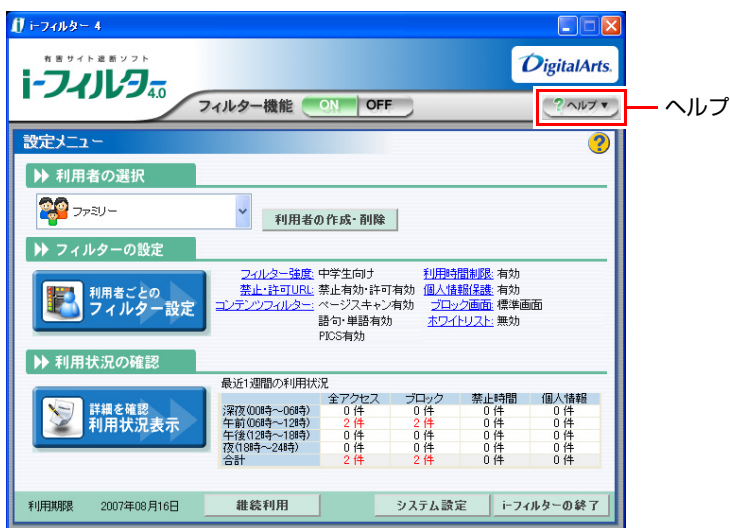 i-フィルター 4
有害サイト遮断ソフト
i-フィルター 4.0
DigitalArts.
フィルター機能 ON OFF
? ヘルプ ▼
ヘルプ
設定メニュー ?
利用者の選択
ファミリー
利用者の作成・削除
フィルターの設定
利用者ごとの
フィルター設定
フィルター強度: 中学生向け 利用時間制限: 有効
禁止・許可URL: 禁止有効・許可有効 個人情報保護: 有効
コンテンツフィルター: ページスキャン有効 ブロック画面: 標準画面
語句・単語有効 ホワイトリスト: 無効
PICS有効
利用状況の確認
詳細を確認
利用状況表示
最近1週間の利用状況
全アクセス ブロック 禁止時間 個人情報
深夜(00時～06時) 0 件 0 件 0 件 0 件
午前(06時～12時) 2 件 2 件 0 件 0 件
午後(12時～18時) 0 件 0 件 0 件 0 件
夜(18時～24時) 0 件 0 件 0 件 0 件
合計 2 件 2 件 0 件 0 件
利用期限 2007年08月16日 継続利用 システム設定 i-フィルターの終了